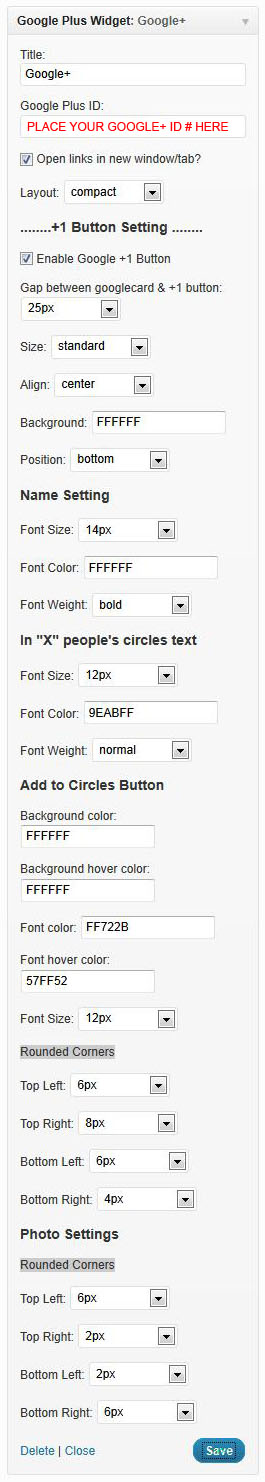 Google Plus Widget: Google+
Title:
Google+
Google Plus ID:
PLACE YOUR GOOGLE+ ID # HERE
Open links in new window/tab?
Layout: compact
........+1 Button Setting ........
Enable Google +1 Button
Gap between googlecard & +1 button:
25px
Size: standard
Align: center
Background: FFFFFF
Position: bottom
Name Setting
Font Size: 14px
Font Color: FFFFFF
Font Weight: bold
In "X" people's circles text
Font Size: 12px
Font Color: 9EABFF
Font Weight: normal
Add to Circles Button
Background color:
FFFFFF
Background hover color:
FFFFFF
Font color: FF722B
Font hover color:
57FF52
Font Size: 12px
Rounded Corners
Top Left: 6px
Top Right: 8px
Bottom Left: 6px
Bottom Right: 4px
Photo Settings
Rounded Corners
Top Left: 6px
Top Right: 2px
Bottom Left: 2px
Bottom Right: 6px
Delete | Close Save